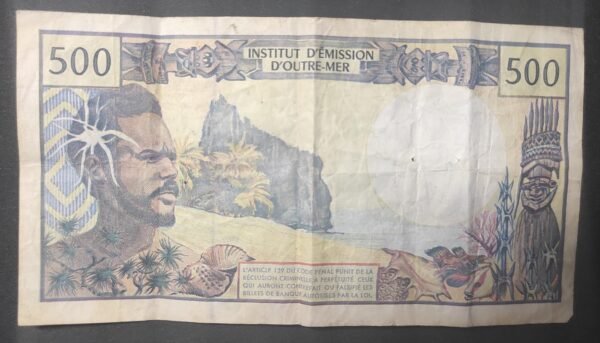 500
INSTITUT D'ÉMISSION
D'OUTRE-MER
500
L'ARTICLE 139 DU CODE PÉNAL PUNIT DE LA
RÉCLUSION CRIMINELLE A PERPÉTUITÉ CEUX
QUI AURONT CONTREFAIT OU FALSIFIÉ LES
BILLETS DE BANQUE AUTORISÉS PAR LA LOI.